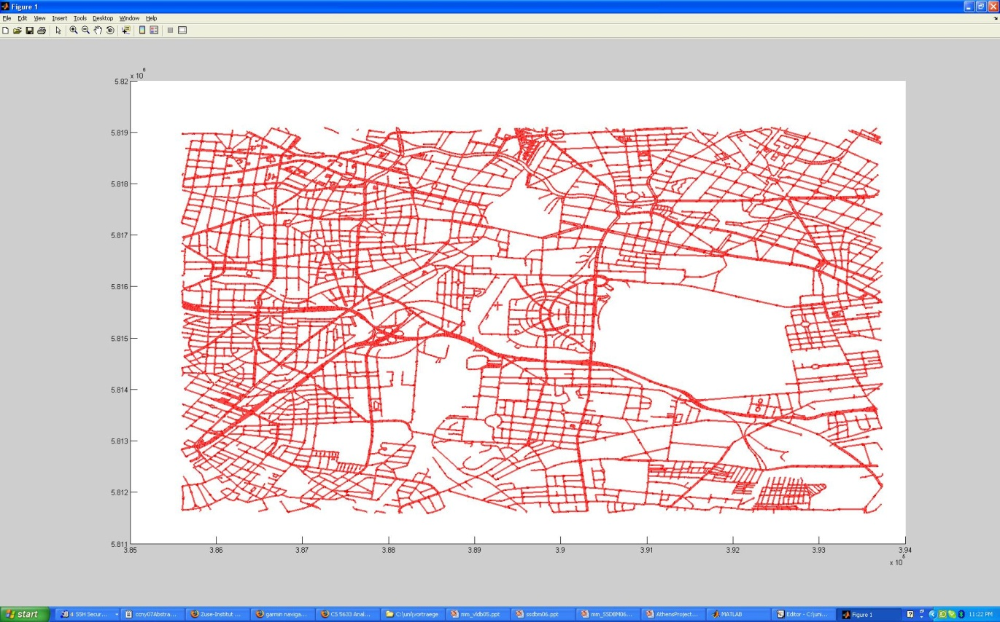 Figure 1
File Edit View Insert Tools Desktop Window Help
x 10^6
5.82
5.819
5.818
5.817
5.816
5.815
5.814
5.813
5.812
5.811
3.85 3.86 3.87 3.88 3.89 3.9 3.91 3.92 3.93 3.94
x 10^5
start 4 SSH Secur... ccny07Abstra... Zuse-Institut ... garmin naviga... CS 5633 Anal... C:\uni\vortraege mm_vldb05.ppt ssdbm06.ppt mm_SSDBM06... AthensProject... MATLAB Editor - C:\uni... Figure 1 11:22 PM